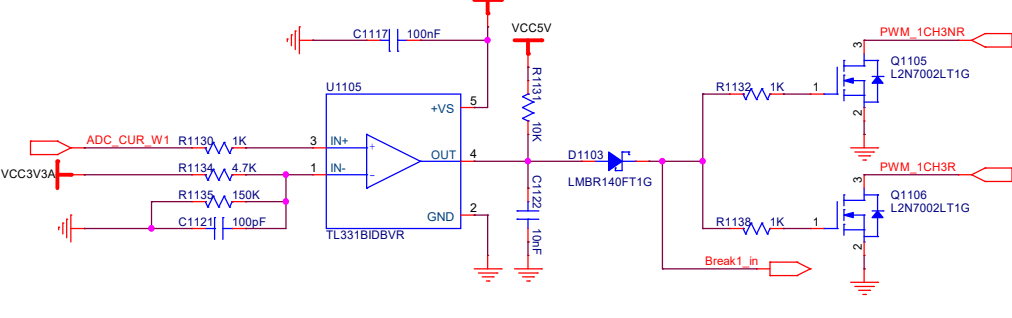 C1117 100nF
VCC5V
PWM_1CH3NR
3
Q1105
L2N7002LT1G
R1131
10K
U1105
+VS 5
R1132 1K
1
2
ADC_CUR_W1
R1130 1K
3 IN+
+
VCC3V3A
R1134 4.7K
1 IN-
-
OUT 4
D1103
LMBR140FT1G
R1135 150K
C1121 100pF
GND 2
TL331BIDBVR
C1122
10nF
PWM_1CH3R
3
Q1106
L2N7002LT1G
R1138 1K
1
2
Break1_in